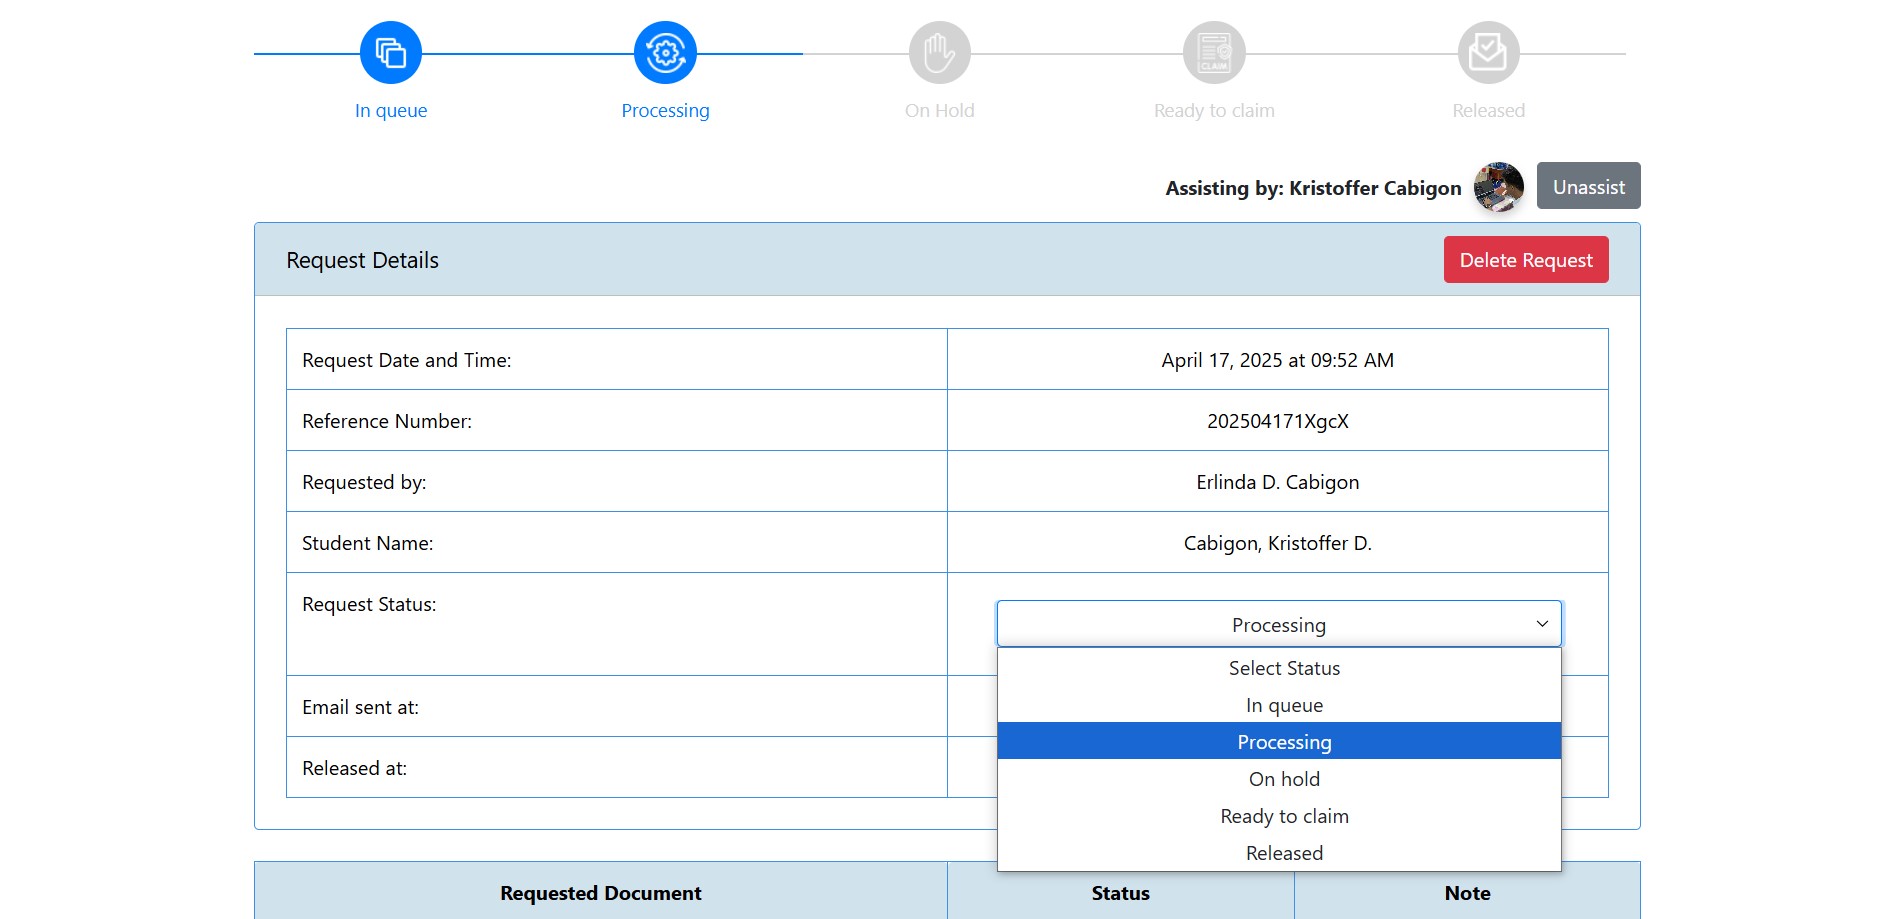 In queue
Processing
On Hold
CLAIM
Ready to claim
Released
Assisting by: Kristoffer Cabigon
Unassist
Request Details
Delete Request
Request Date and Time: April 17, 2025 at 09:52 AM
Reference Number: 202504171XgcX
Requested by: Erlinda D. Cabigon
Student Name: Cabigon, Kristoffer D.
Request Status: Processing
Select Status
In queue
Processing
On hold
Ready to claim
Released
Email sent at:
Released at:
Requested Document Status Note